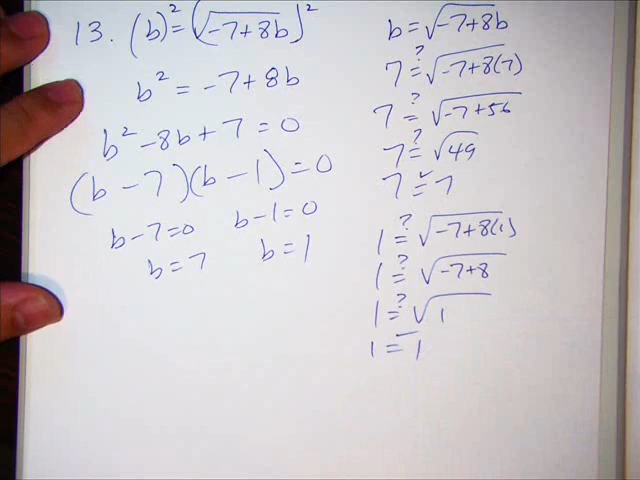 13. (b)² = (√-7+8b)²
b² = -7+8b
b² - 8b + 7 = 0
(b - 7)(b - 1) = 0
b - 7 = 0 b - 1 = 0
b = 7 b = 1
b = √-7+8b
7 ≟ √-7+8(7)
7 ≟ √-7+56
7 ≟ √49
7 = 7
1 ≟ √-7+8(1)
1 ≟ √-7+8
1 ≟ √1
1 = 1